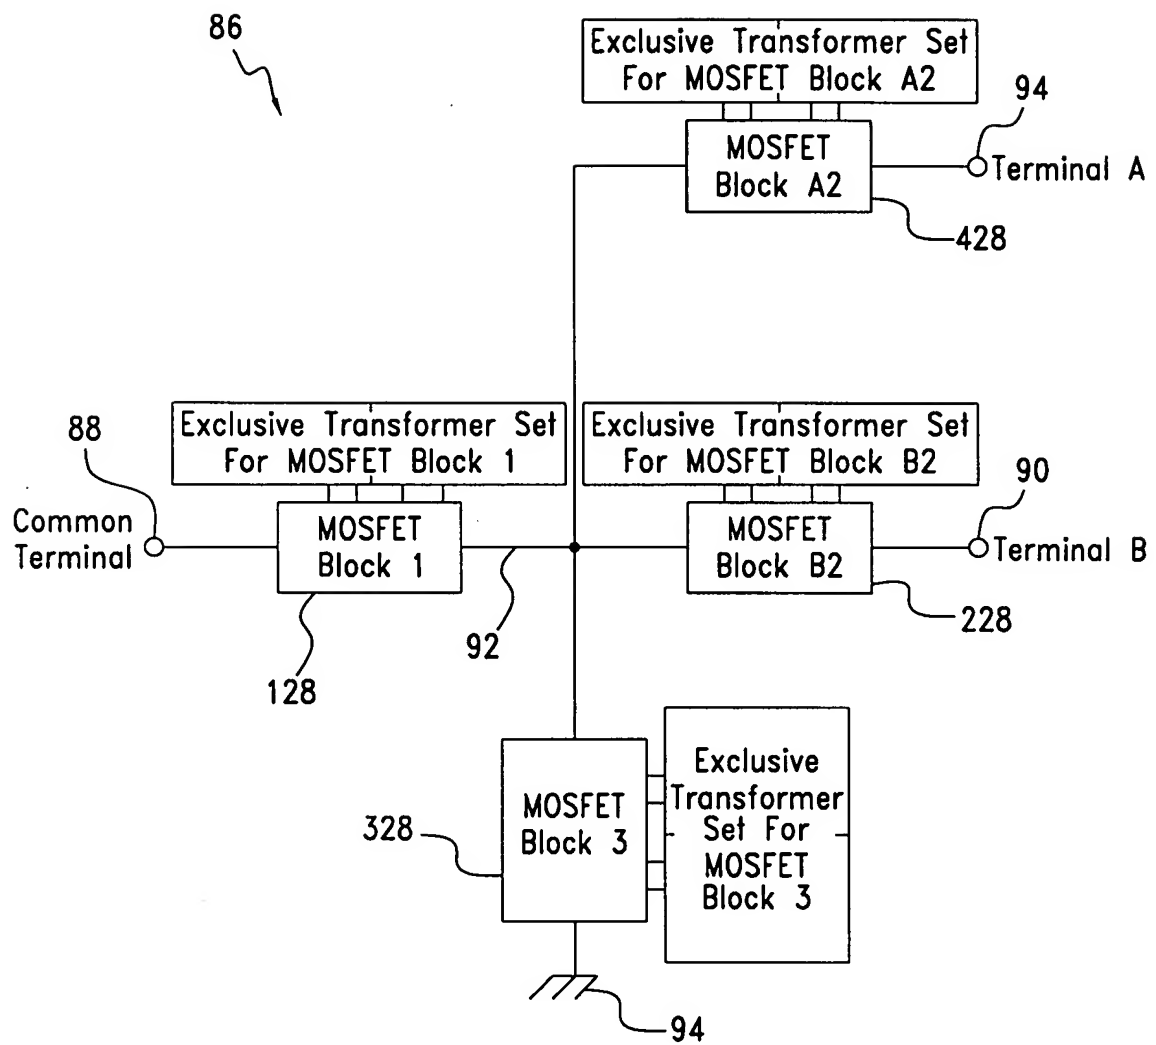 86
Exclusive Transformer Set
For MOSFET Block A2
94
MOSFET
Block A2
Terminal A
428
Exclusive Transformer Set
For MOSFET Block 1
Exclusive Transformer Set
For MOSFET Block B2
88
90
Common
Terminal
MOSFET
Block 1
MOSFET
Block B2
Terminal B
92
228
128
Exclusive
Transformer
Set For
MOSFET
Block 3
MOSFET
Block 3
328
94